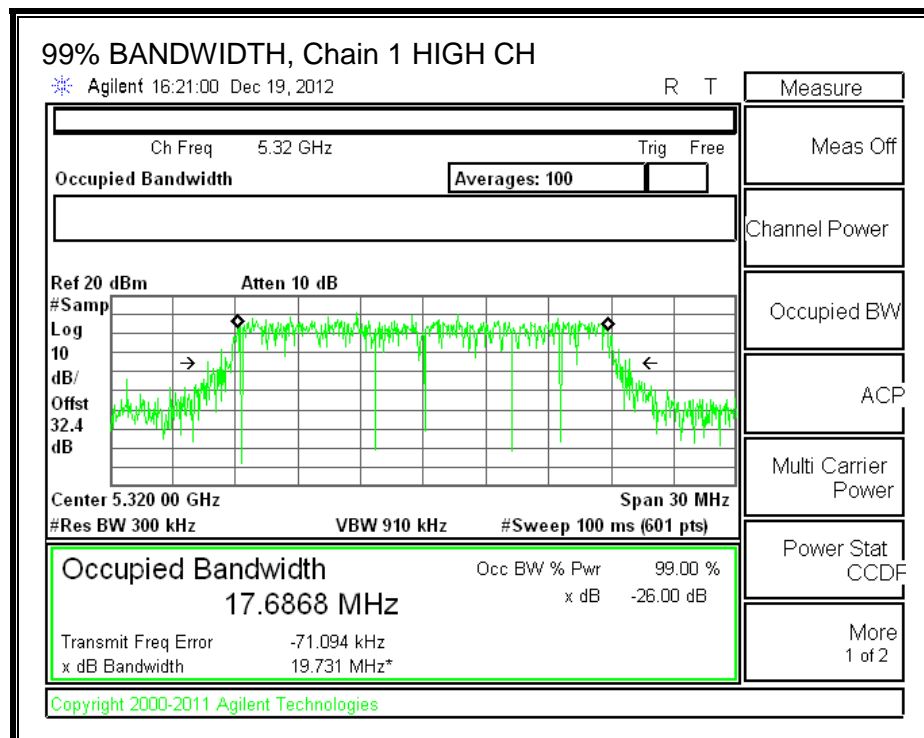 99% BANDWIDTH, Chain 1 HIGH CH
Agilent 16:21:00 Dec 19, 2012 R T
Measure
Ch Freq 5.32 GHz Trig Free
Meas Off
Occupied Bandwidth Averages: 100
Channel Power
Ref 20 dBm Atten 10 dB
#Samp
Log
10
dB/
Offst
32.4
dB
Occupied BW
ACP
Multi Carrier
Power
Center 5.320 00 GHz Span 30 MHz
#Res BW 300 kHz VBW 910 kHz #Sweep 100 ms (601 pts)
Power Stat
CCDF
Occupied Bandwidth Occ BW % Pwr 99.00 %
17.6868 MHz x dB -26.00 dB
Transmit Freq Error -71.094 kHz
x dB Bandwidth 19.731 MHz*
More
1 of 2
Copyright 2000-2011 Agilent Technologies